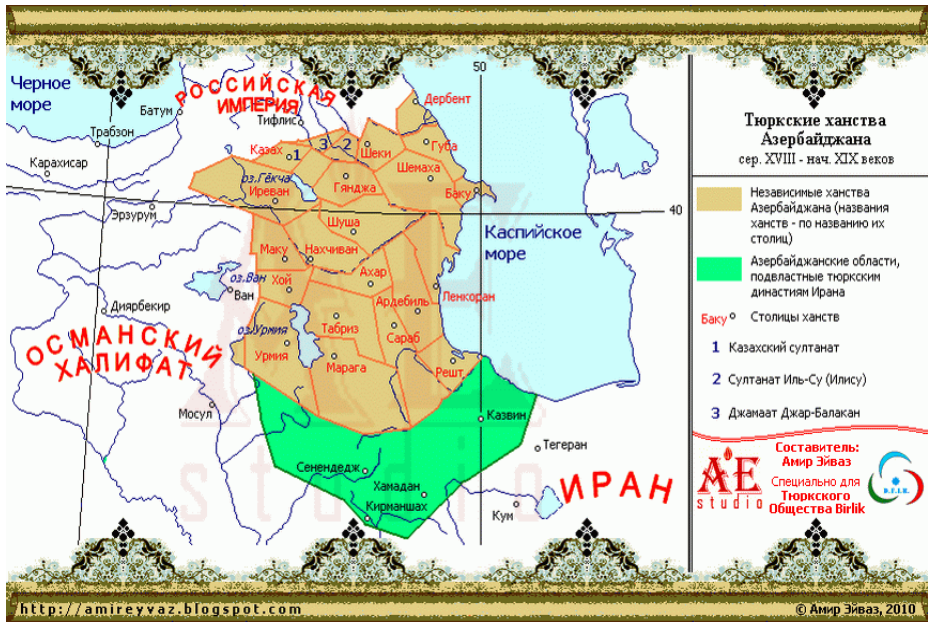 Черное
море
РОССИЙСКАЯ
ИМПЕРИЯ
50
Дербент
Батум
Тифлис
Трабзон
Казах
1
3
2
Шеки
Губа
Карахисар
Шемаха
оз.Гёкча
Иреван
Гянджа
Баку
Эрзурум
40
Шуша
Каспийское
море
Маку
Нахчиван
оз.Ван
Ван
Хой
Ахар
Ардебиль
Ленкоран
Диярбекир
ОСМАНСКИЙ
ХАЛИФАТ
оз.Урмия
Табриз
Сараб
Урмия
Марага
Решт
Мосул
Казвин
Тегеран
Сенендедж
Хамадан
Кирманшах
Кум
ИРАН
A'E
studio
Тюркские ханства
Азербайджана
сер. XVIII - нач. XIX веков
Независимые ханства
Азербайджана (названия
ханств - по названию их
столиц)
Азербайджанские области,
подвластные тюркским
династиям Ирана
Баку Столицы ханств
1 Казахский султанат
2 Султанат Иль-Су (Илису)
3 Джамаат Джар-Балакан
A'E
studio
Составитель:
Амир Эйваз
Специально для
Тюркского
Общества Birlik
B.I.R.L.I.K.
http://amireyvaz.blogspot.com
© Амир Эйваз, 2010